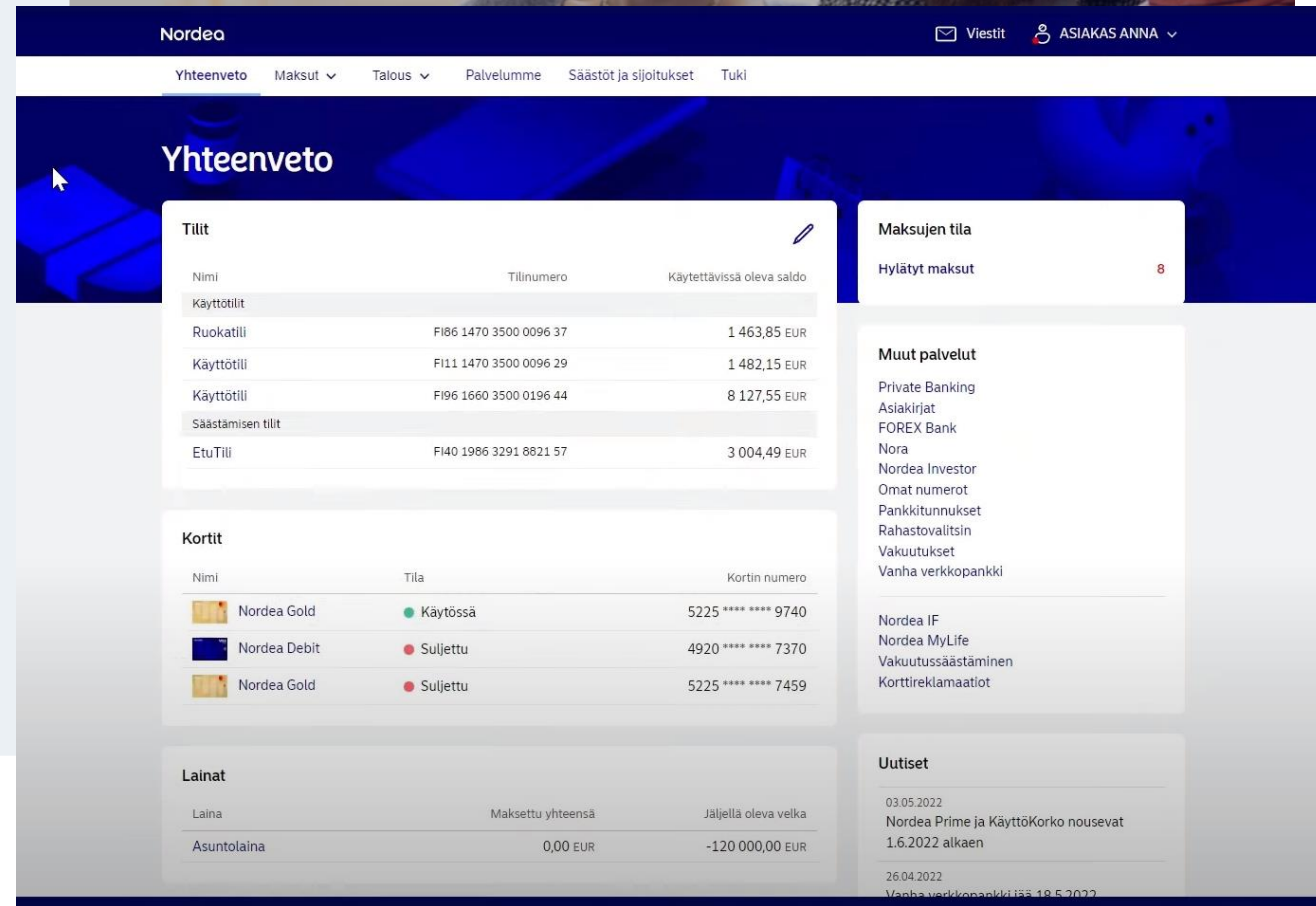 Nordea
Viestit
ASIAKAS ANNA
Yhteenveto Maksut Talous Palvelumme Säästöt ja sijoitukset Tuki
Yhteenveto
Tilit
Nimi Tilinumero Käytettävissä oleva saldo
Käyttötilit
Ruokatili FI86 1470 3500 0096 37 1 463,85 EUR
Käyttötili FI11 1470 3500 0096 29 1 482,15 EUR
Käyttötili FI96 1660 3500 0196 44 8 127,55 EUR
Säästämisen tilit
EtuTili FI40 1986 3291 8821 57 3 004,49 EUR
Kortit
Nimi Tila Kortin numero
Nordea Gold Käytössä 5225 **** **** 9740
Nordea Debit Suljettu 4920 **** **** 7370
Nordea Gold Suljettu 5225 **** **** 7459
Lainat
Laina Maksettu yhteensä Jäljellä oleva velka
Asuntolaina 0,00 EUR -120 000,00 EUR
Maksujen tila
Hylätyt maksut 8
Muut palvelut
Private Banking
Asiakirjat
FOREX Bank
Nora
Nordea Investor
Omat numerot
Pankkitunnukset
Rahastovalitsin
Vakuutukset
Vanha verkkopankki
Nordea IF
Nordea MyLife
Vakuutussäästäminen
Korttireklamaatiot
Uutiset
03.05.2022
Nordea Prime ja KäyttöKorko nousevat
1.6.2022 alkaen
26.04.2022
Vanha verkkopankki jää 18.5.2022